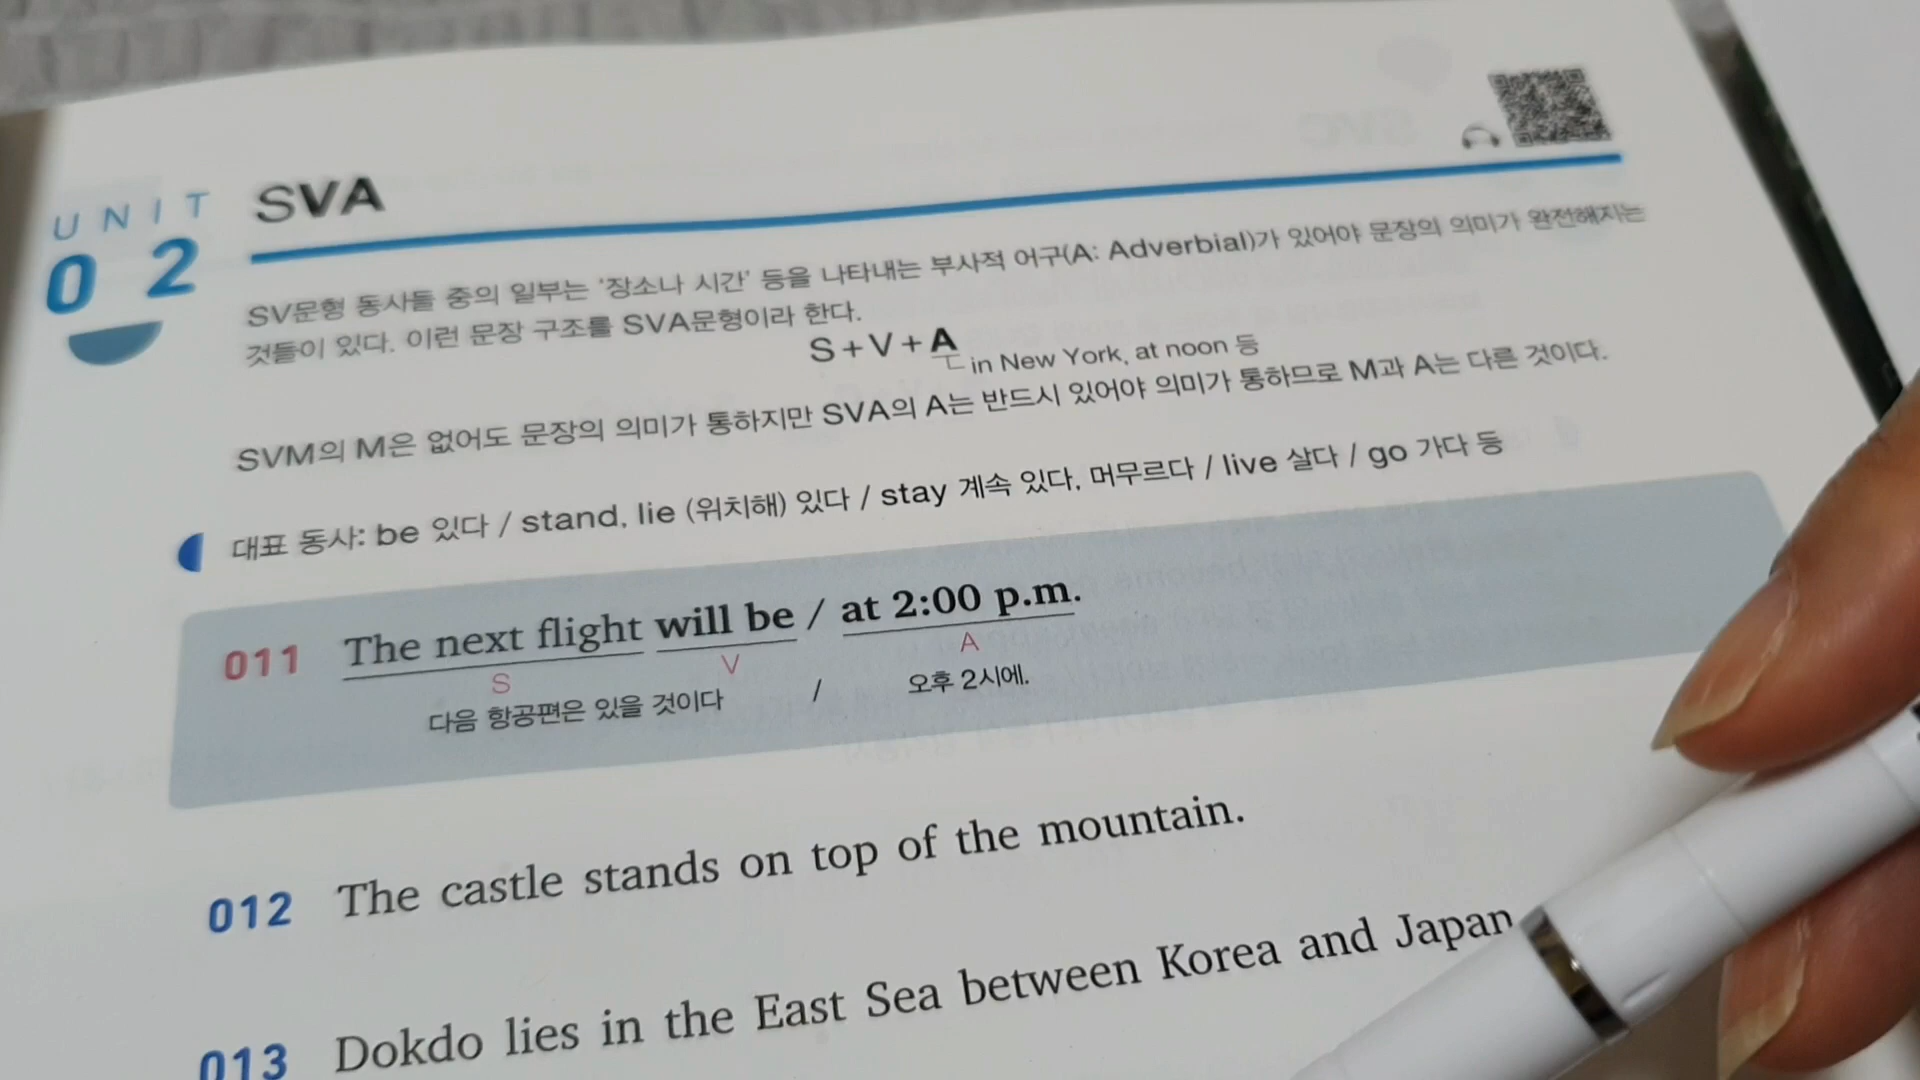 UNIT
02
SVA
SV문형 동사들 중의 일부는 '장소나 시간' 등을 나타내는 부사적 어구(A: Adverbial)가 있어야 문장의 의미가 완전해지는
것들이 있다. 이런 문장 구조를 SVA문형이라 한다.
S+V+A
in New York, at noon 등
SVM의 M은 없어도 문장의 의미가 통하지만 SVA의 A는 반드시 있어야 의미가 통하므로 M과 A는 다른 것이다.
대표 동사: be 있다 / stand, lie (위치해) 있다 / stay 계속 있다, 머무르다 / live 살다 / go 가다 등
011 The next flight will be / at 2:00 p.m.
S V A
다음 항공편은 있을 것이다 / 오후 2시에.
012 The castle stands on top of the mountain.
013 Dokdo lies in the East Sea between Korea and Japan